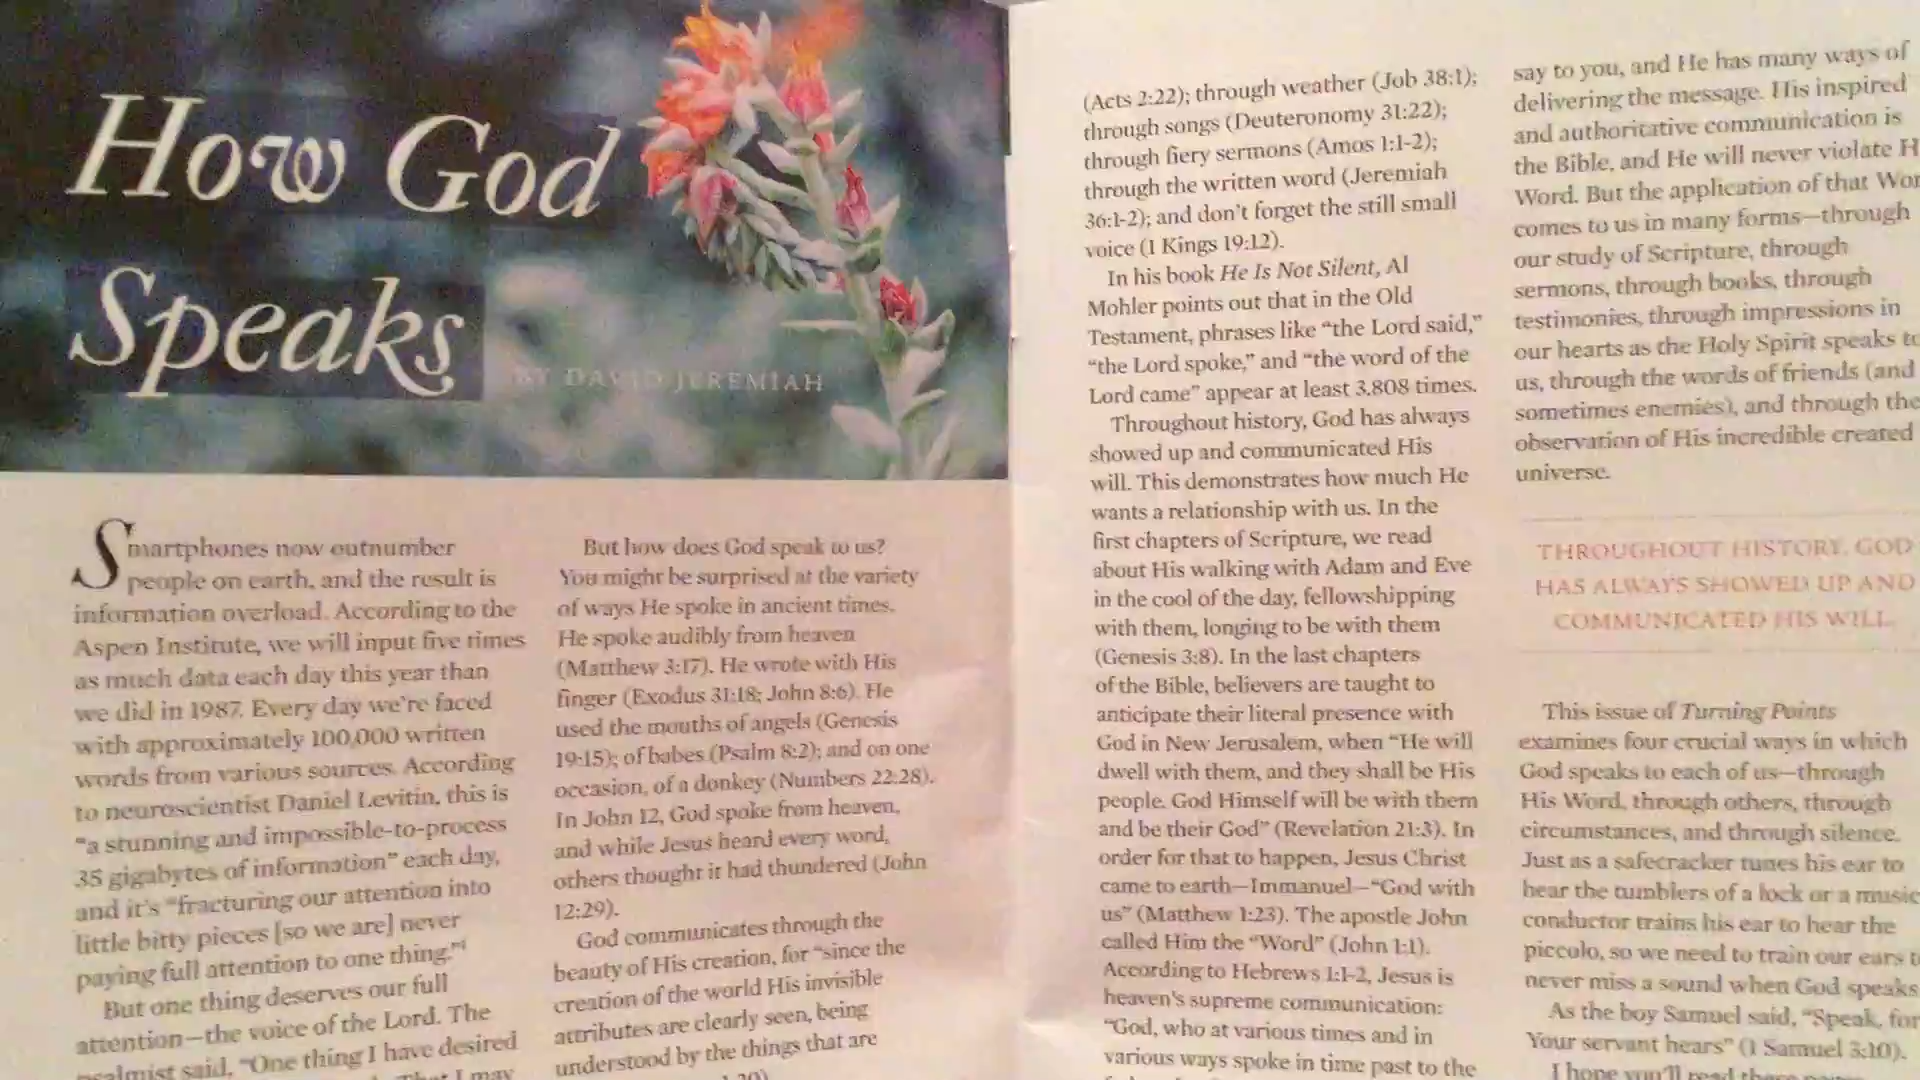 How God
Speaks
BY DAVID JEREMIAH
Smartphones now outnumber
people on earth, and the result is
information overload. According to the
Aspen Institute, we will input five times
as much data each day this year than
we did in 1987. Every day we're faced
with approximately 100,000 written
words from various sources. According
to neuroscientist Daniel Levitin, this is
"a stunning and impossible-to-process
35 gigabytes of information" each day,
and it's "fracturing our attention into
little bitty pieces [so we are] never
paying full attention to one thing."¹
But one thing deserves our full
attention—the voice of the Lord. The
psalmist said, "One thing I have desired
That I may
But how does God speak to us?
You might be surprised at the variety
of ways He spoke in ancient times.
He spoke audibly from heaven
(Matthew 3:17). He wrote with His
finger (Exodus 31:18; John 8:6). He
used the mouths of angels (Genesis
19:15); of babes (Psalm 8:2); and on one
occasion, of a donkey (Numbers 22:28).
In John 12, God spoke from heaven,
and while Jesus heard every word,
others thought it had thundered (John
12:29).
God communicates through the
beauty of His creation, for "since the
creation of the world His invisible
attributes are clearly seen, being
understood by the things that are
(Acts 2:22); through weather (Job 38:1);
through songs (Deuteronomy 31:22);
through fiery sermons (Amos 1:1-2);
through the written word (Jeremiah
36:1-2); and don't forget the still small
voice (1 Kings 19:12).
In his book He Is Not Silent, Al
Mohler points out that in the Old
Testament, phrases like "the Lord said,"
"the Lord spoke," and "the word of the
Lord came" appear at least 3,808 times.
Throughout history, God has always
showed up and communicated His
will. This demonstrates how much He
wants a relationship with us. In the
first chapters of Scripture, we read
about His walking with Adam and Eve
in the cool of the day, fellowshipping
with them, longing to be with them
(Genesis 3:8). In the last chapters
of the Bible, believers are taught to
anticipate their literal presence with
God in New Jerusalem, when "He will
dwell with them, and they shall be His
people. God Himself will be with them
and be their God" (Revelation 21:3). In
order for that to happen, Jesus Christ
came to earth—Immanuel—"God with
us" (Matthew 1:23). The apostle John
called Him the "Word" (John 1:1).
According to Hebrews 1:1-2, Jesus is
heaven's supreme communication:
"God, who at various times and in
various ways spoke in time past to the
say to you, and He has many ways of
delivering the message. His inspired
and authoritative communication is
the Bible, and He will never violate H
Word. But the application of that Wor
comes to us in many forms—through
our study of Scripture, through
sermons, through books, through
testimonies, through impressions in
our hearts as the Holy Spirit speaks to
us, through the words of friends (and
sometimes enemies), and through the
observation of His incredible created
universe.
THROUGHOUT HISTORY, GOD
HAS ALWAYS SHOWED UP AND
COMMUNICATED HIS WILL.
This issue of Turning Points
examines four crucial ways in which
God speaks to each of us—through
His Word, through others, through
circumstances, and through silence.
Just as a safecracker tunes his ear to
hear the tumblers of a lock or a music
conductor trains his ear to hear the
piccolo, so we need to train our ears t
never miss a sound when God speaks
As the boy Samuel said, "Speak, for
Your servant hears" (1 Samuel 3:10).
I hope you'll read these